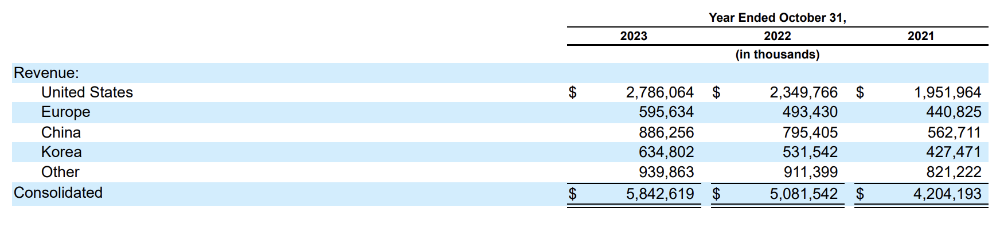 Year Ended October 31,
2023 2022 2021
(in thousands)
Revenue:
United States $ 2,786,064 $ 2,349,766 $ 1,951,964
Europe 595,634 493,430 440,825
China 886,256 795,405 562,711
Korea 634,802 531,542 427,471
Other 939,863 911,399 821,222
Consolidated $ 5,842,619 $ 5,081,542 $ 4,204,193